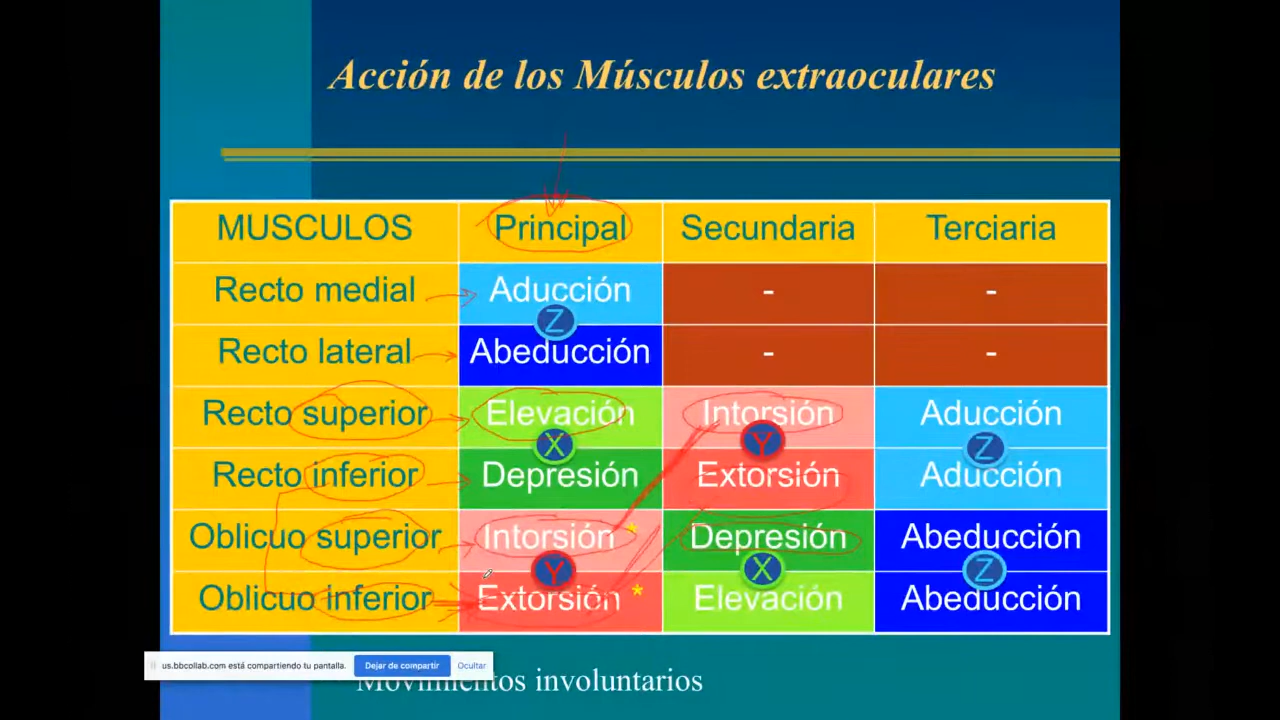 Acción de los Músculos extraoculares
MUSCULOS Principal Secundaria Terciaria
Recto medial Aducción - -
Z
Recto lateral Abeducción - -
Recto superior Elevación Intorsión Aducción
X Y Z
Recto inferior Depresión Extorsión Aducción
Oblicuo superior Intorsión * Depresión Abeducción
Y X Z
Oblicuo inferior Extorsión * Elevación Abeducción
us.bbcollab.com está compartiendo tu pantalla. Dejar de compartir Ocultar
Movimientos involuntarios